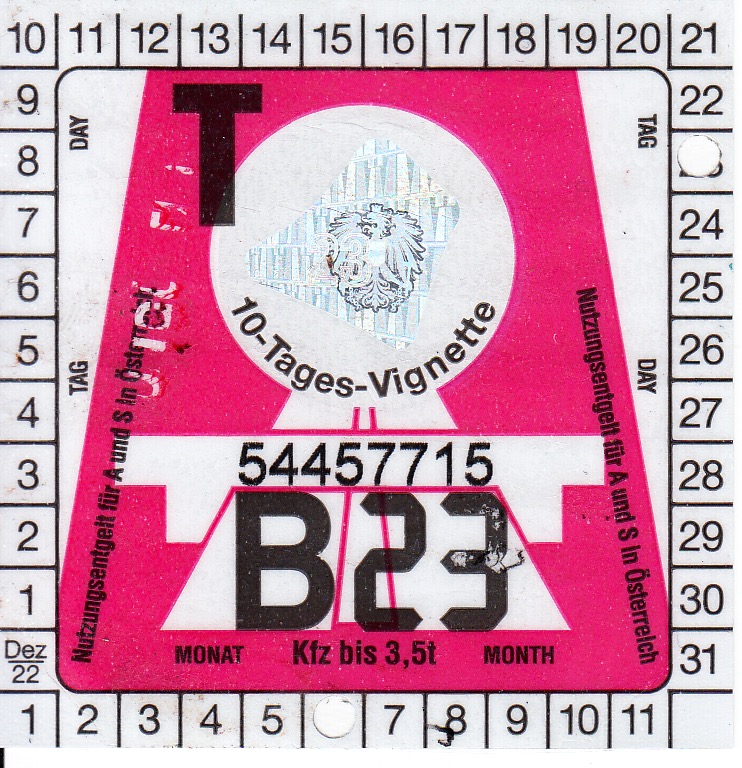 10 11 12 13 14 15 16 17 18 19 20 21
9 T 22
DAY TAG
8
7 24
6 25
23
10-Tages-Vignette
5 26
TAG DAY
4 27
Nutzungsentgelt für A und S in Österreich
Nutzungsentgelt für A und S in Österreich
3 54457715 28
2 B23 29
1 30
Dez
22
MONAT Kfz bis 3,5t MONTH 31
1 2 3 4 5 7 8 9 10 11